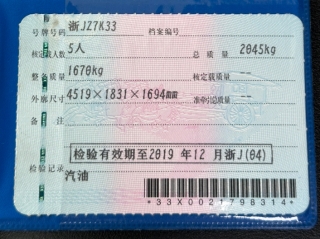 号牌号码 浙JZ7K33 档案编号
核定载人数 5人 总质量 2045kg
整备质量 1670kg 核定载质量 --
外廓尺寸 4519×1831×1694mm 准牵引总质量 --
备注
检验有效期至2019 年 12 月浙J(04)
检验记录
汽油
*33X0021798314*